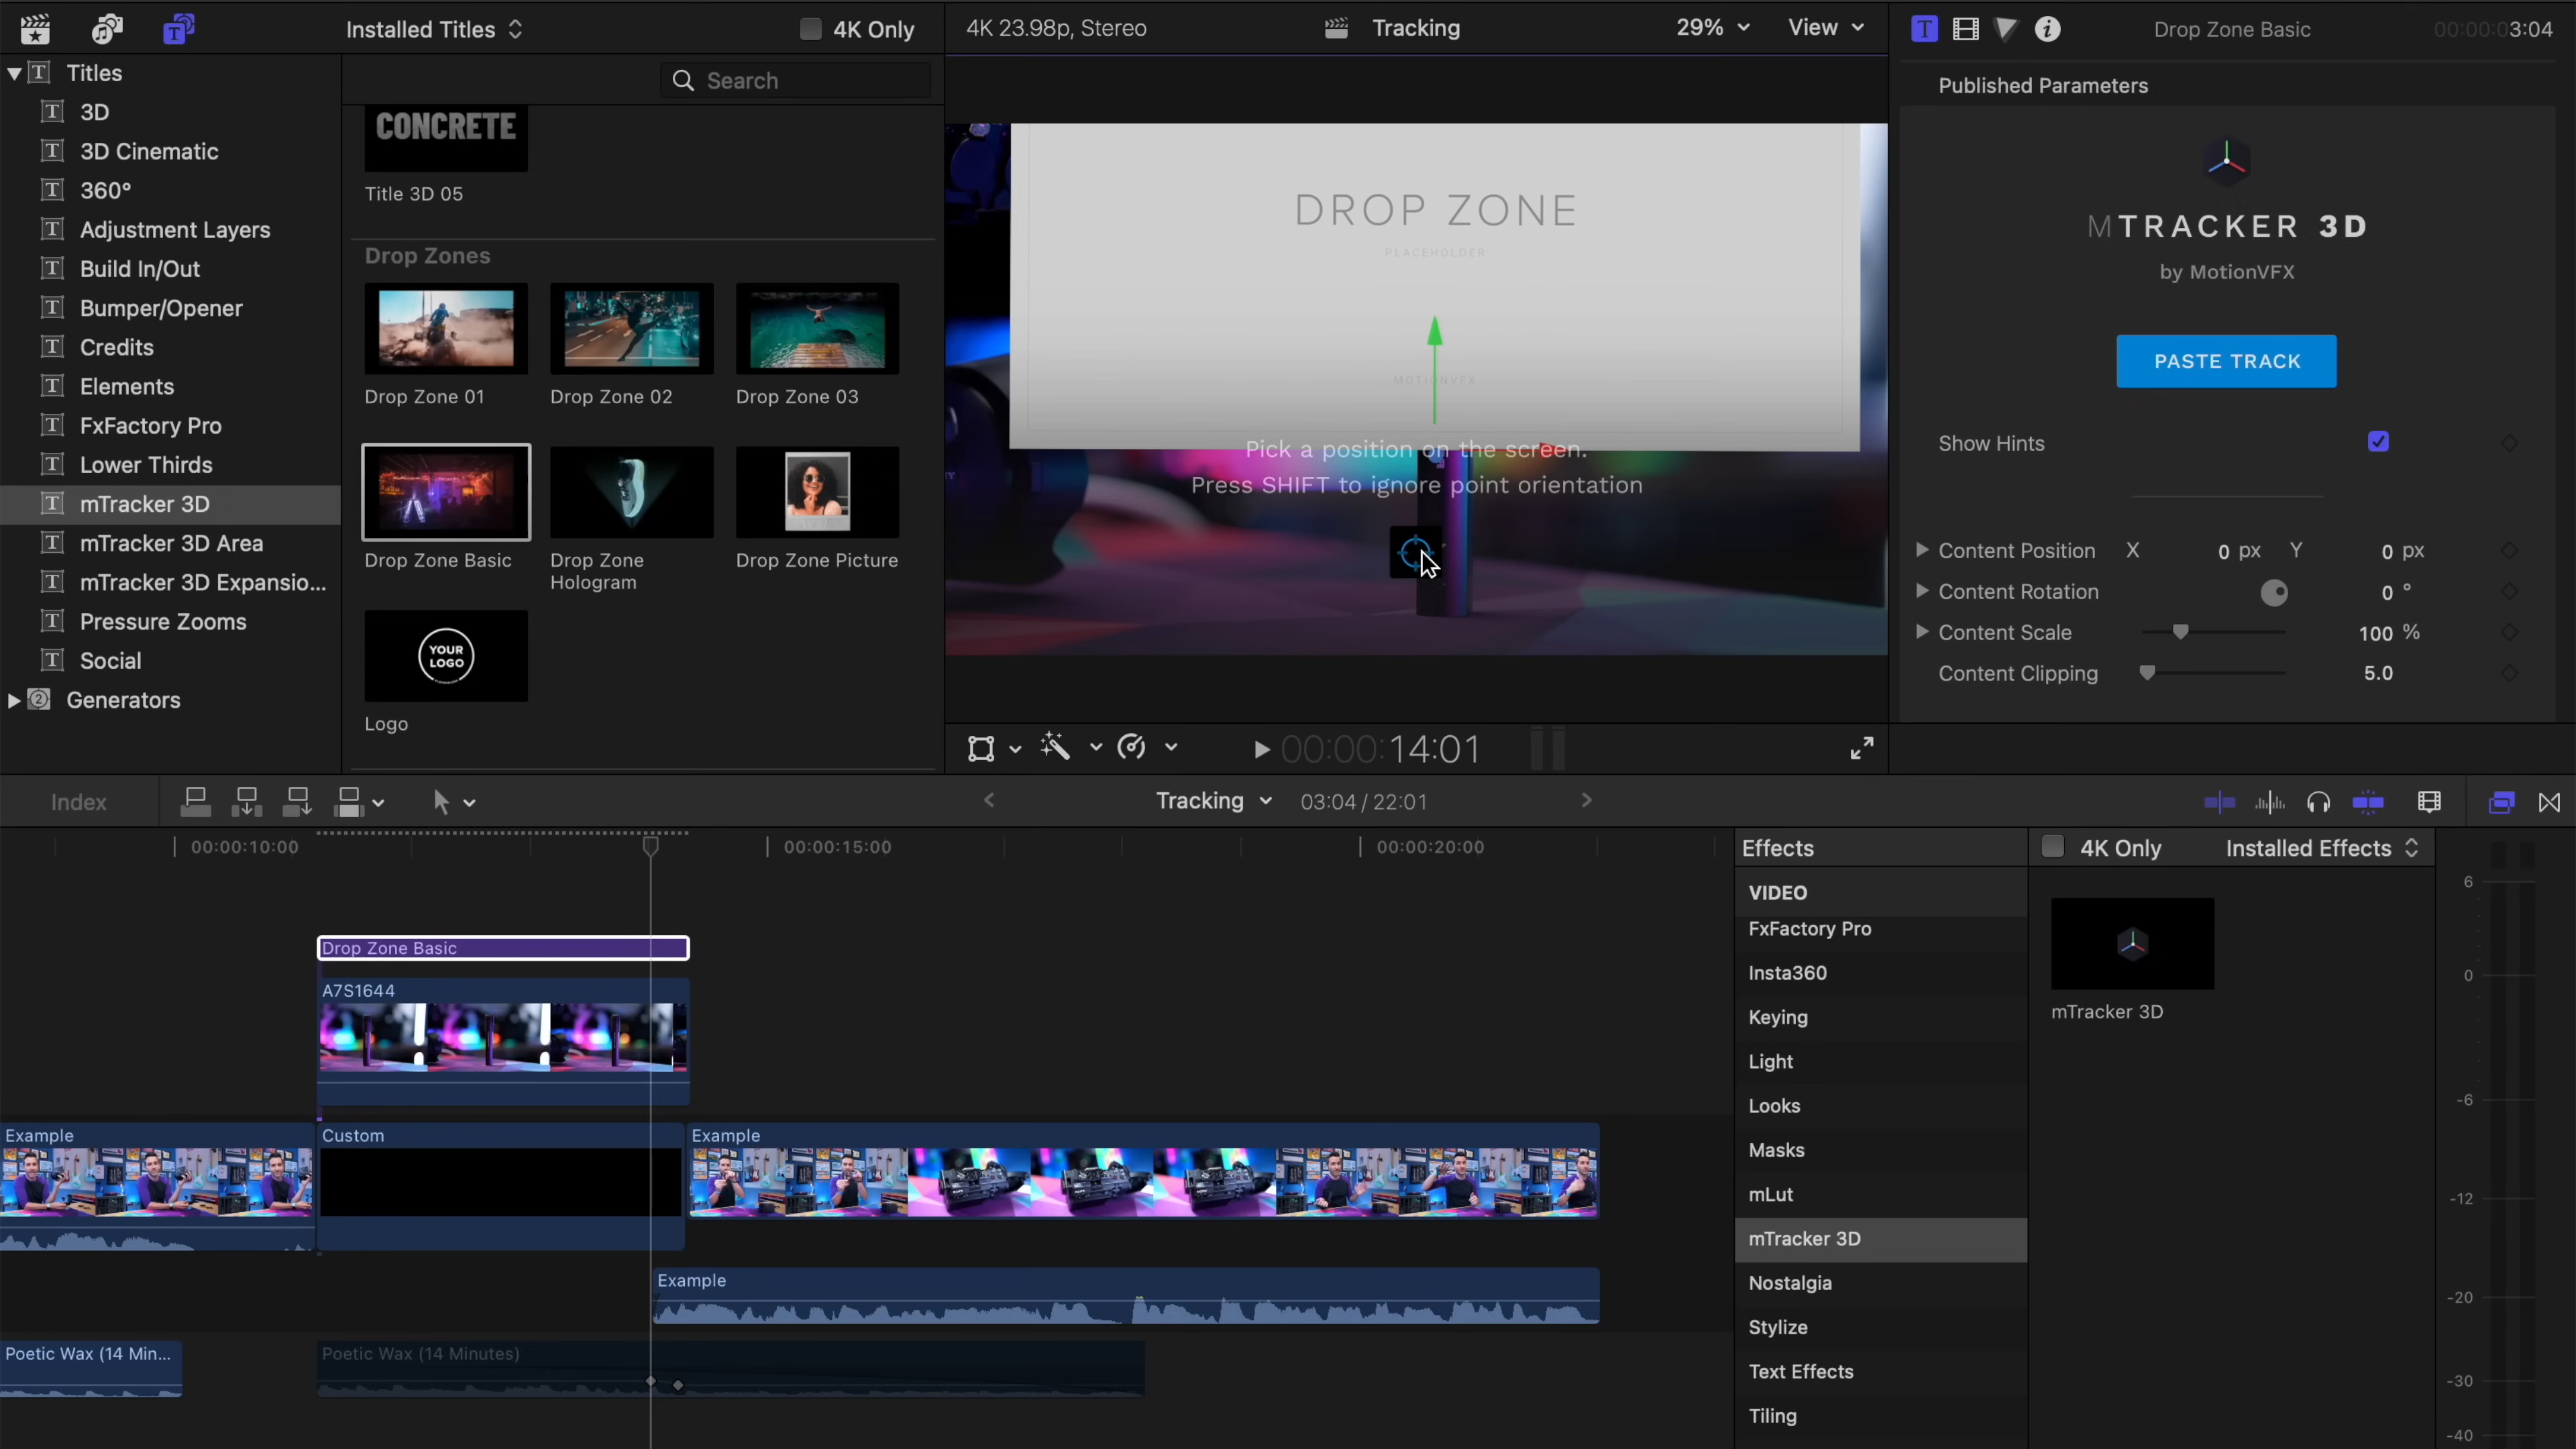 Installed Titles
4K Only
4K 23.98p, Stereo
Tracking
29%
View
Drop Zone Basic
00:00:03:04
Titles
3D
3D Cinematic
360°
Adjustment Layers
Build In/Out
Bumper/Opener
Credits
Elements
FxFactory Pro
Lower Thirds
mTracker 3D
mTracker 3D Area
mTracker 3D Expansio...
Pressure Zooms
Social
Generators
Search
CONCRETE
Title 3D 05
Drop Zones
Drop Zone 01
Drop Zone 02
Drop Zone 03
Drop Zone Basic
Drop Zone
Hologram
Drop Zone Picture
YOUR
LOGO
Logo
DROP ZONE
PLACEHOLDER
MOTIONVFX
Pick a position on the screen.
Press SHIFT to ignore point orientation
00:00:14:01
Published Parameters
MTRACKER 3D
by MotionVFX
PASTE TRACK
Show Hints
Content Position X 0 px Y 0 px
Content Rotation 0 °
Content Scale 100 %
Content Clipping 5.0
Index
Tracking
03:04 / 22:01
00:00:10:00
00:00:15:00
00:00:20:00
Drop Zone Basic
A7S1644
Example
Custom
Example
Example
Poetic Wax (14 Min...
Poetic Wax (14 Minutes)
Effects
4K Only
Installed Effects
VIDEO
FxFactory Pro
Insta360
Keying
Light
Looks
Masks
mLut
mTracker 3D
Nostalgia
Stylize
Text Effects
Tiling
mTracker 3D
6
0
-6
-12
-20
-30
-40